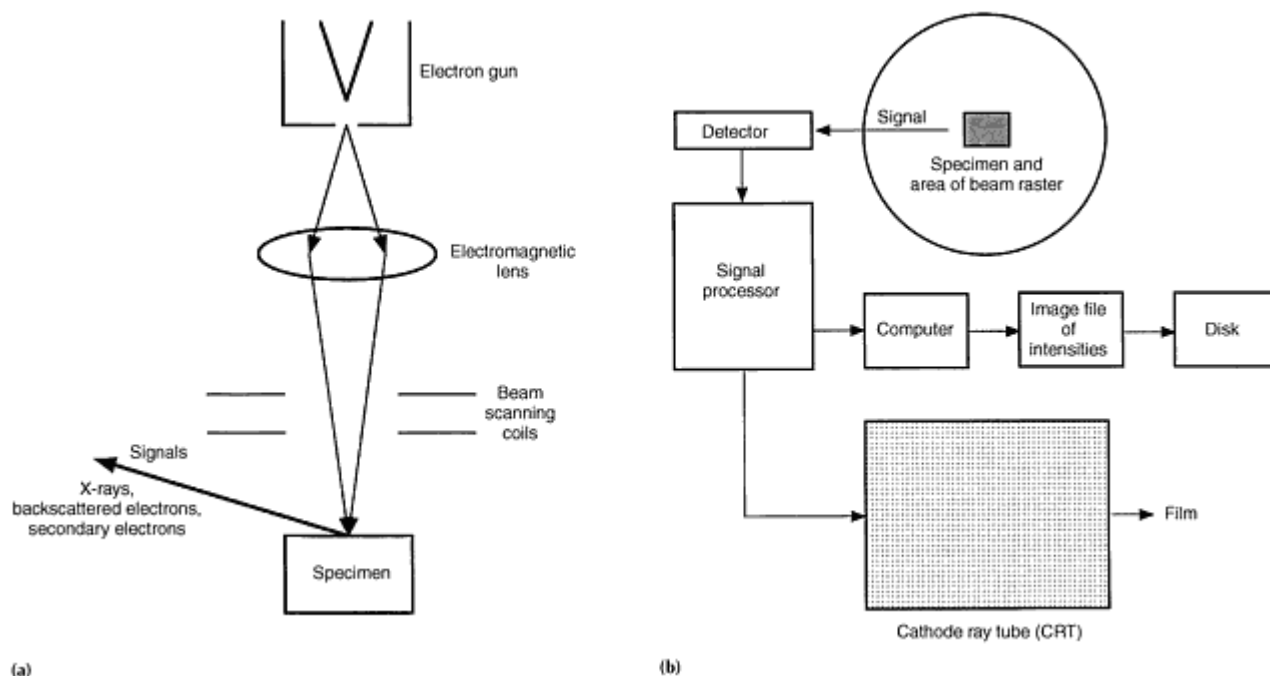 Electron gun
Electromagnetic
lens
Beam
scanning
coils
Signals
X-rays,
backscattered electrons,
secondary electrons
Specimen
(a)
Signal
Detector
Specimen and
area of beam raster
Signal
processor
Computer
Image file
of
intensities
Disk
Film
Cathode ray tube (CRT)
(b)